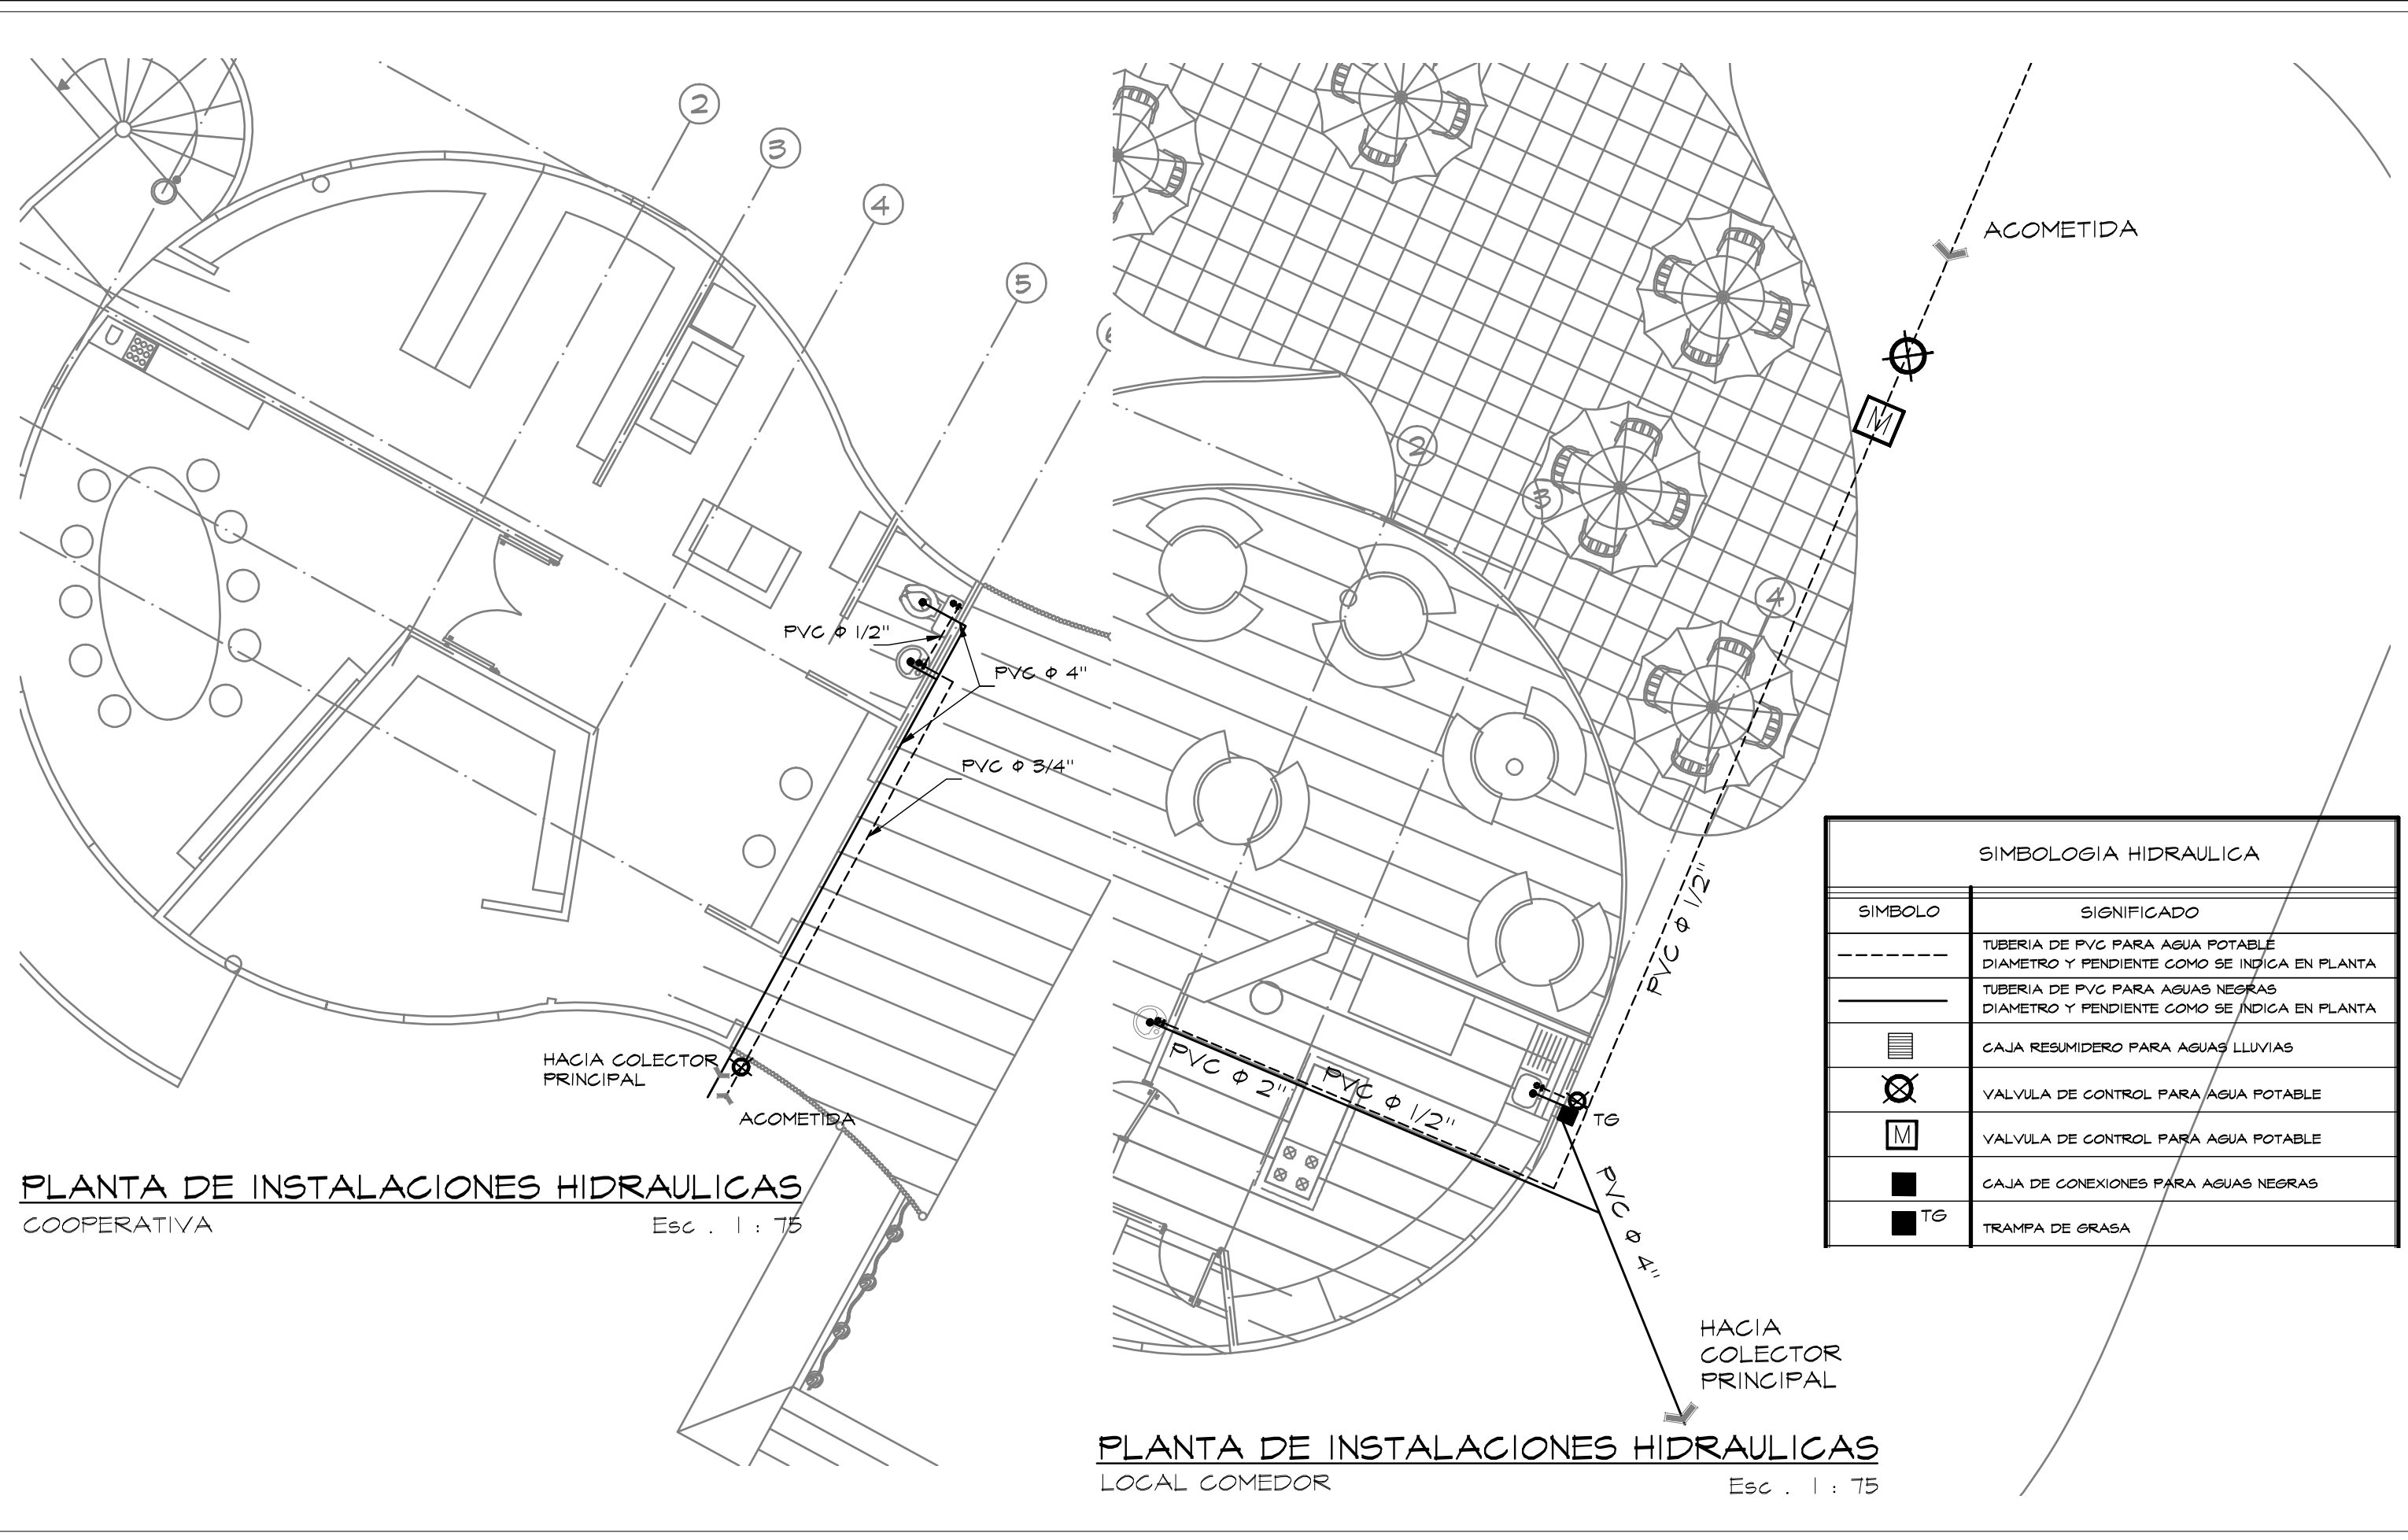 2
3
4
5
PVC Φ 1/2"
PVC Φ 4"
PVC Φ 3/4"
HACIA COLECTOR
PRINCIPAL
ACOMETIDA
PLANTA DE INSTALACIONES HIDRAULICAS
COOPERATIVA
Esc . 1 : 75
ACOMETIDA
M
2
3
4
PVC Φ 1/2"
PVC Φ 2"
PVC Φ 1/2"
TG
PVC Φ 4"
HACIA
COLECTOR
PRINCIPAL
PLANTA DE INSTALACIONES HIDRAULICAS
LOCAL COMEDOR
Esc . 1 : 75
SIMBOLOGIA HIDRAULICA
SIMBOLO SIGNIFICADO
TUBERIA DE PVC PARA AGUA POTABLE
DIAMETRO Y PENDIENTE COMO SE INDICA EN PLANTA
TUBERIA DE PVC PARA AGUAS NEGRAS
DIAMETRO Y PENDIENTE COMO SE INDICA EN PLANTA
CAJA RESUMIDERO PARA AGUAS LLUVIAS
VALVULA DE CONTROL PARA AGUA POTABLE
M VALVULA DE CONTROL PARA AGUA POTABLE
CAJA DE CONEXIONES PARA AGUAS NEGRAS
TG TRAMPA DE GRASA